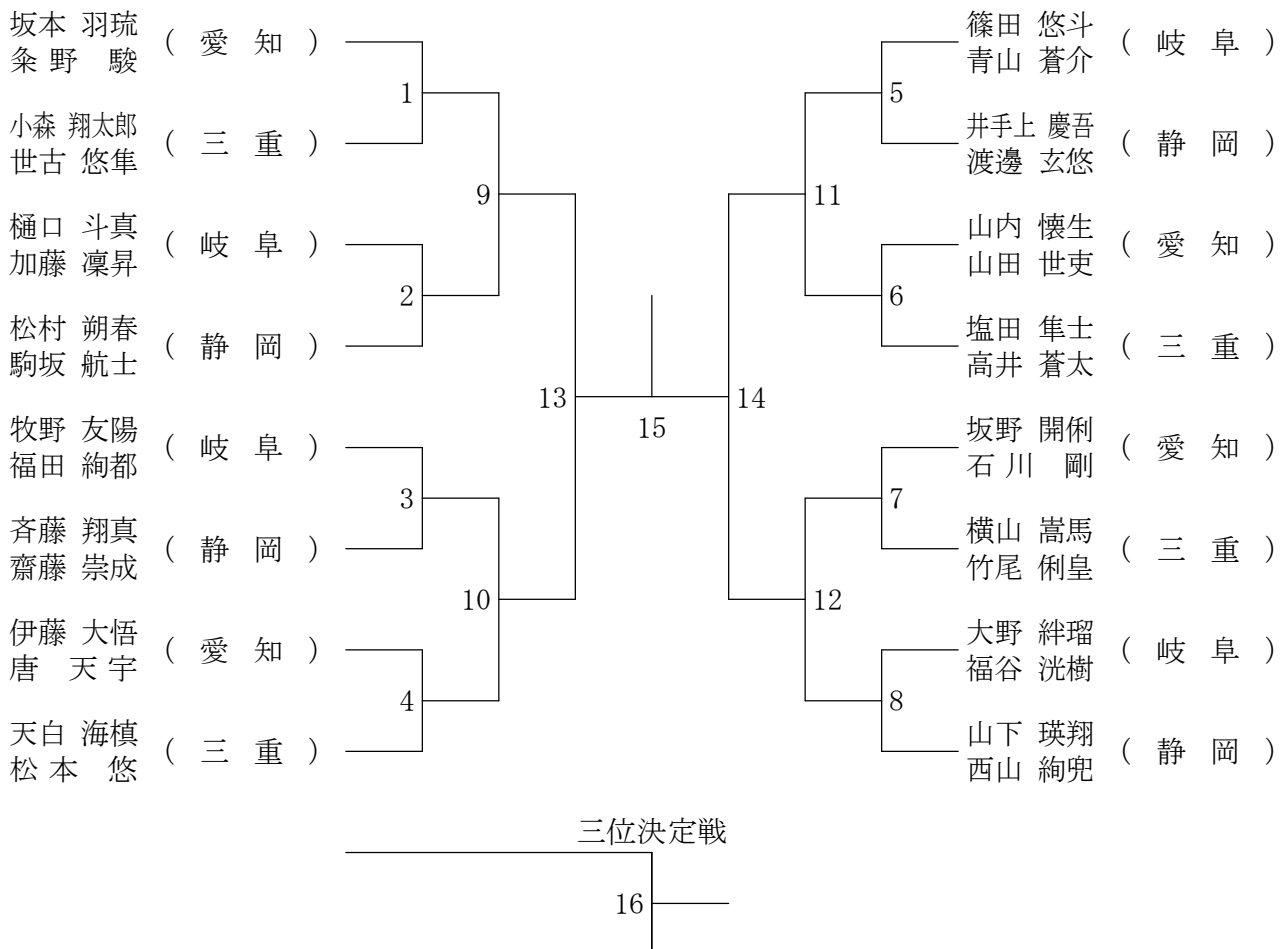 坂本 羽琉
粂野 駿
( 愛 知 )
1
小森 翔太郎
世古 悠隼
( 三 重 )
9
樋口 斗真
加藤 凜昇
( 岐 阜 )
2
松村 朔春
駒坂 航士
( 静 岡 )
13
牧野 友陽
福田 絢都
( 岐 阜 )
3
斉藤 翔真
齋藤 崇成
( 静 岡 )
10
伊藤 大悟
唐 天宇
( 愛 知 )
4
天白 海槙
松本 悠
( 三 重 )
15
篠田 悠斗
青山 蒼介
( 岐 阜 )
5
井手上 慶吾
渡邊 玄悠
( 静 岡 )
11
山内 懐生
山田 世吏
( 愛 知 )
6
塩田 隼士
高井 蒼太
( 三 重 )
14
坂野 開俐
石川 剛
( 愛 知 )
7
横山 嵩馬
竹尾 俐皇
( 三 重 )
12
大野 絆瑠
福谷 洸樹
( 岐 阜 )
8
山下 瑛翔
西山 絢兜
( 静 岡 )
三位決定戦
16